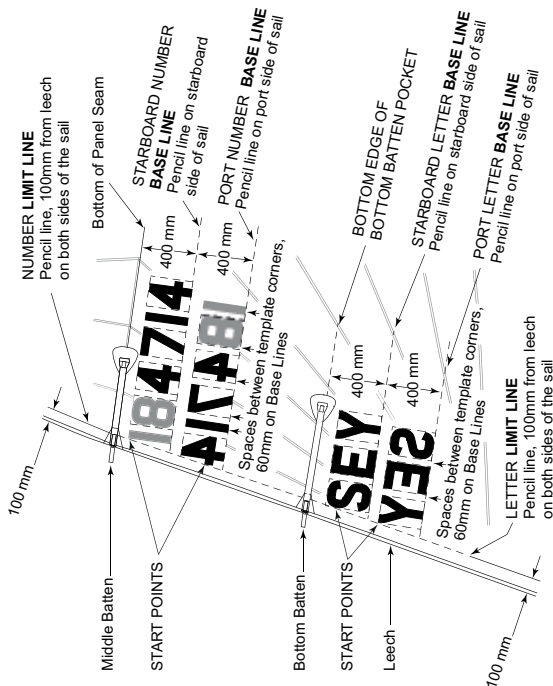 100 mm
NUMBER LIMIT LINE
Pencil line, 100mm from leech
on both sides of the sail
Bottom of Panel Seam
STARBOARD NUMBER
BASE LINE
Pencil line on starboard
side of sail
PORT NUMBER BASE LINE
Pencil line on port side of sail
Middle Batten
START POINTS
184714
400 mm
184714
400 mm
Spaces between template corners,
60mm on Base Lines
BOTTOM EDGE OF
BOTTOM BATTEN POCKET
STARBOARD LETTER BASE LINE
Pencil line on starboard side of sail
PORT LETTER BASE LINE
Pencil line on port side of sail
Bottom Batten
START POINTS
Leech
SEY
400 mm
SEY
400 mm
Spaces between template corners,
60mm on Base Lines
LETTER LIMIT LINE
Pencil line, 100mm from leech
on both sides of the sail
100 mm